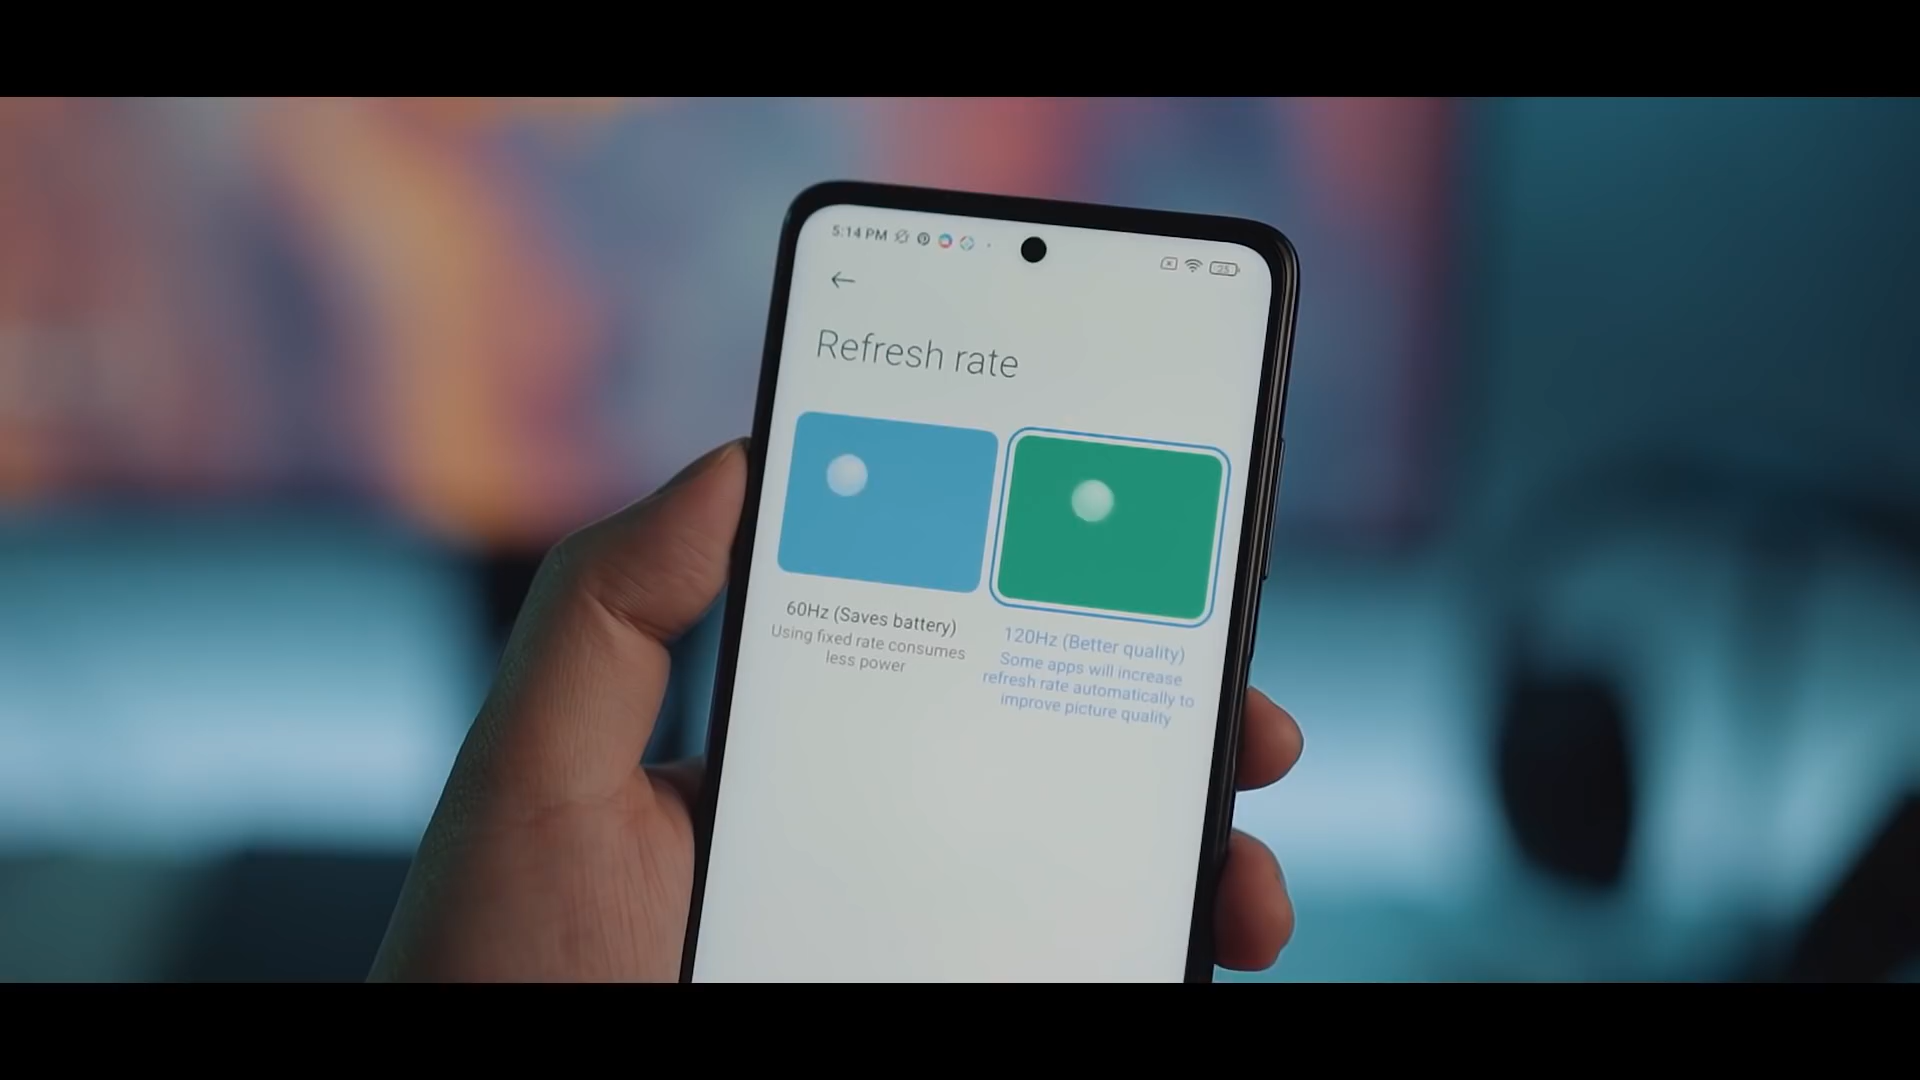 5:14 PM
25
Refresh rate
60Hz (Saves battery)
Using fixed rate consumes
less power
120Hz (Better quality)
Some apps will increase
refresh rate automatically to
improve picture quality